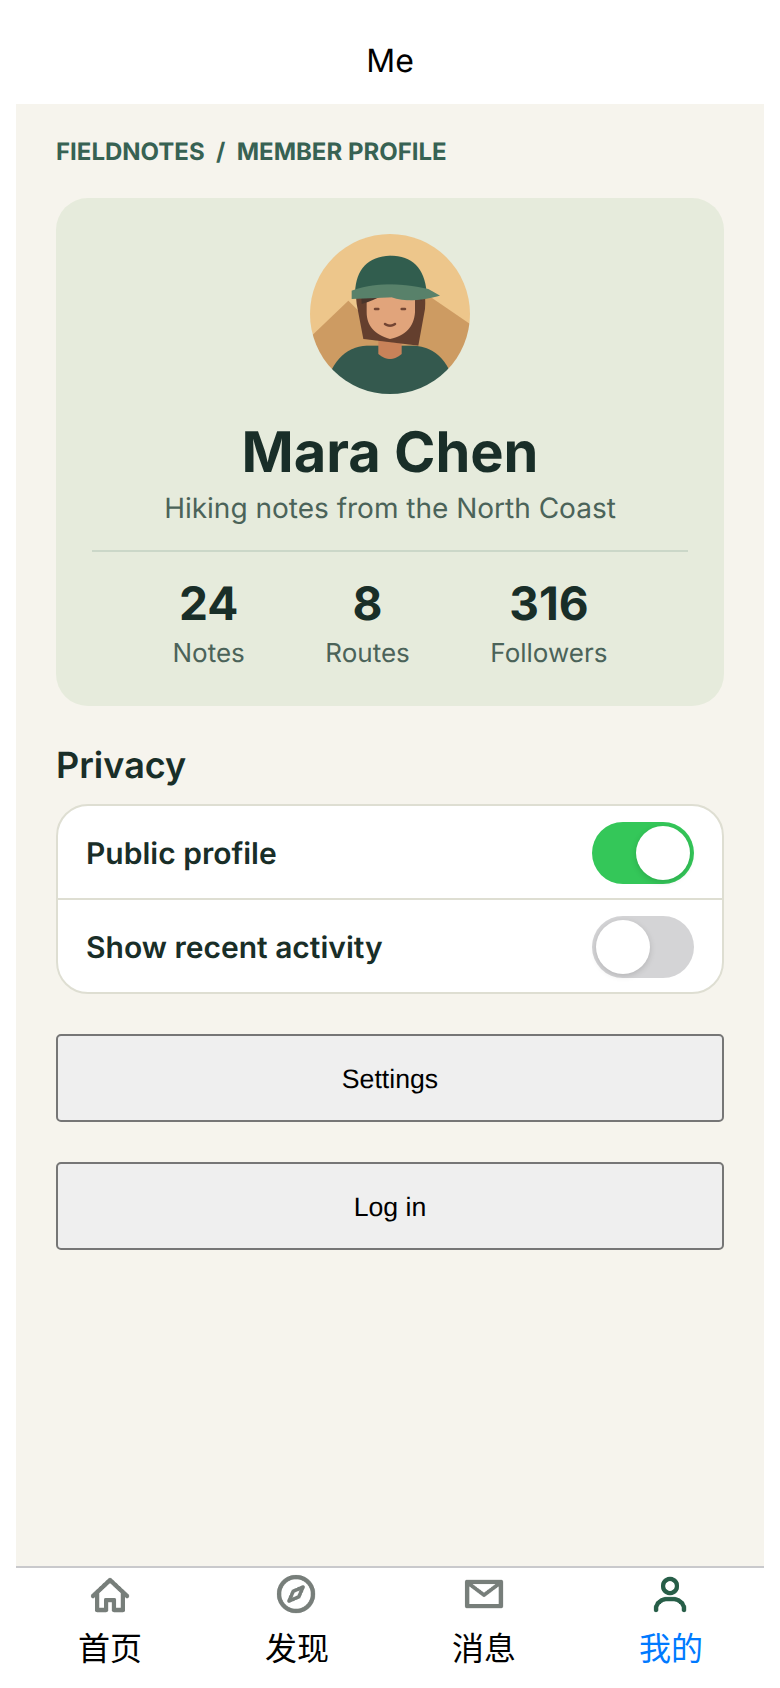 Me
FIELDNOTES / MEMBER PROFILE
Mara Chen
Hiking notes from the North Coast
24 8 316
Notes Routes Followers
Privacy
Public profile
Show recent activity
Settings
Log in
首页 发现 消息 我的